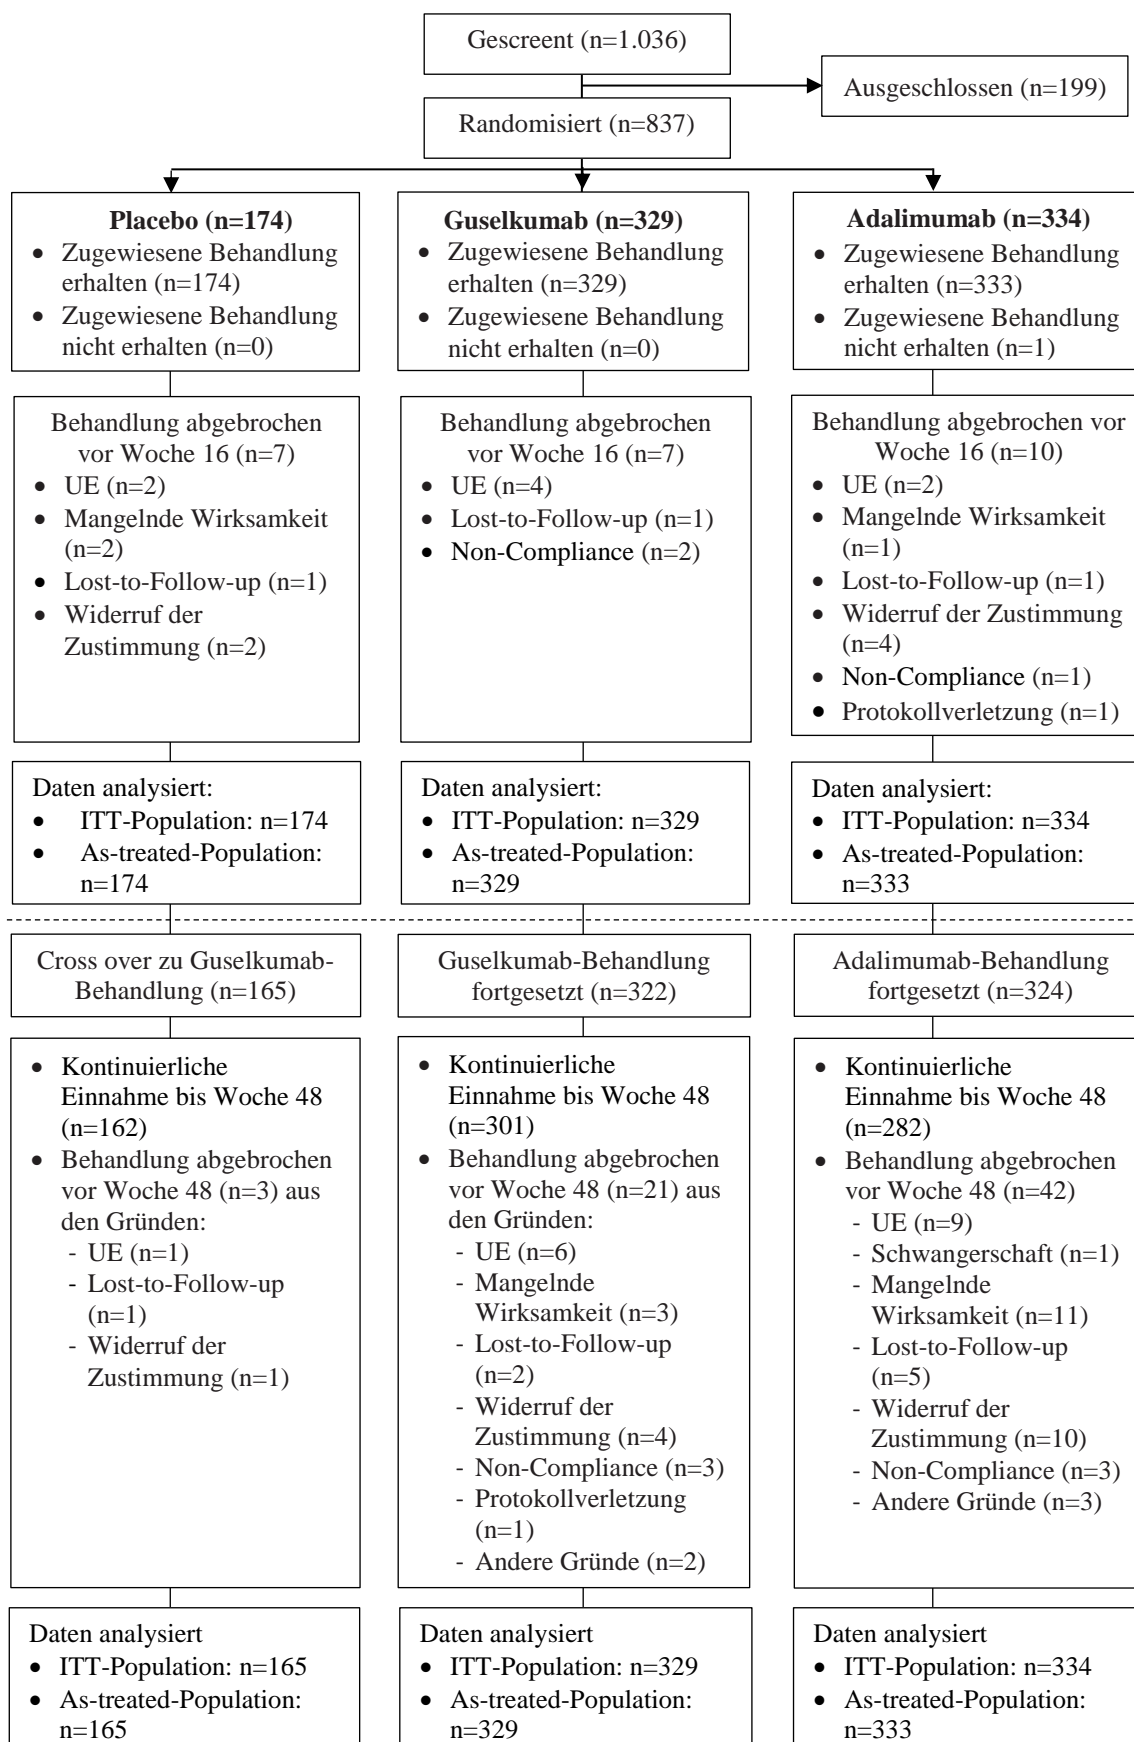 Gescreent (n=1.036)
Ausgeschlossen (n=199)
Randomisiert (n=837)
Placebo (n=174)
• Zugewiesene Behandlung
erhalten (n=174)
• Zugewiesene Behandlung
nicht erhalten (n=0)
Guselkumab (n=329)
• Zugewiesene Behandlung
erhalten (n=329)
• Zugewiesene Behandlung
nicht erhalten (n=0)
Adalimumab (n=334)
• Zugewiesene Behandlung
erhalten (n=333)
• Zugewiesene Behandlung
nicht erhalten (n=1)
Behandlung abgebrochen
vor Woche 16 (n=7)
• UE (n=2)
• Mangelnde Wirksamkeit
(n=2)
• Lost-to-Follow-up (n=1)
• Widerruf der
Zustimmung (n=2)
Behandlung abgebrochen
vor Woche 16 (n=7)
• UE (n=4)
• Lost-to-Follow-up (n=1)
• Non-Compliance (n=2)
Behandlung abgebrochen vor
Woche 16 (n=10)
• UE (n=2)
• Mangelnde Wirksamkeit
(n=1)
• Lost-to-Follow-up (n=1)
• Widerruf der Zustimmung
(n=4)
• Non-Compliance (n=1)
• Protokollverletzung (n=1)
Daten analysiert:
• ITT-Population: n=174
• As-treated-Population:
n=174
Daten analysiert:
• ITT-Population: n=329
• As-treated-Population:
n=329
Daten analysiert:
• ITT-Population: n=334
• As-treated-Population:
n=333
Cross over zu Guselkumab-
Behandlung (n=165)
Guselkumab-Behandlung
fortgesetzt (n=322)
Adalimumab-Behandlung
fortgesetzt (n=324)
• Kontinuierliche
Einnahme bis Woche 48
(n=162)
• Behandlung abgebrochen
vor Woche 48 (n=3) aus
den Gründen:
- UE (n=1)
- Lost-to-Follow-up
(n=1)
- Widerruf der
Zustimmung (n=1)
• Kontinuierliche
Einnahme bis Woche 48
(n=301)
• Behandlung abgebrochen
vor Woche 48 (n=21) aus
den Gründen:
- UE (n=6)
- Mangelnde
Wirksamkeit (n=3)
- Lost-to-Follow-up
(n=2)
- Widerruf der
Zustimmung (n=4)
- Non-Compliance (n=3)
- Protokollverletzung
(n=1)
- Andere Gründe (n=2)
• Kontinuierliche
Einnahme bis Woche 48
(n=282)
• Behandlung abgebrochen
vor Woche 48 (n=42)
- UE (n=9)
- Schwangerschaft (n=1)
- Mangelnde
Wirksamkeit (n=11)
- Lost-to-Follow-up
(n=5)
- Widerruf der
Zustimmung (n=10)
- Non-Compliance (n=3)
- Andere Gründe (n=3)
Daten analysiert
• ITT-Population: n=165
• As-treated-Population:
n=165
Daten analysiert
• ITT-Population: n=329
• As-treated-Population:
n=329
Daten analysiert
• ITT-Population: n=334
• As-treated-Population:
n=333